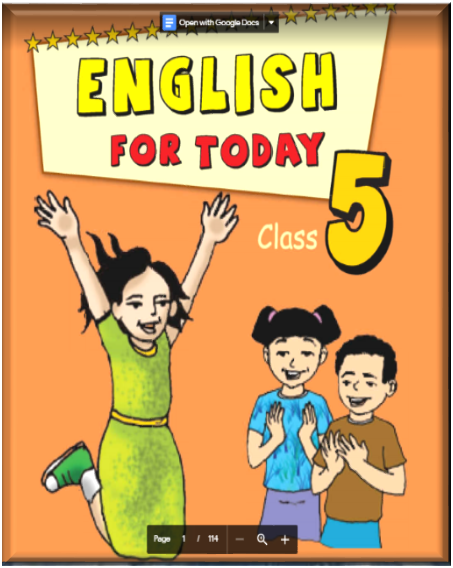 Open with Google Docs
ENGLISH
FOR TODAY
Class 5
Page 1 / 114